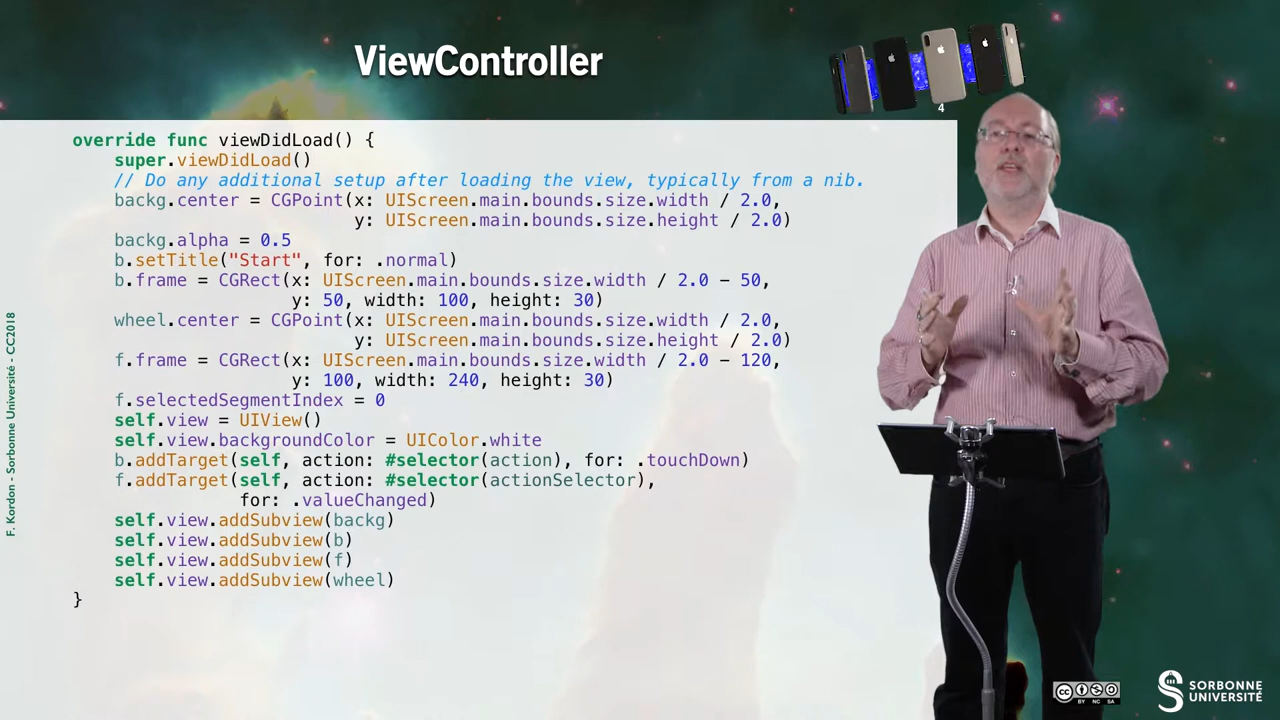 ViewController
4
override func viewDidLoad() {
super.viewDidLoad()
// Do any additional setup after loading the view, typically from a nib.
backg.center = CGPoint(x: UIScreen.main.bounds.size.width / 2.0,
y: UIScreen.main.bounds.size.height / 2.0)
backg.alpha = 0.5
b.setTitle("Start", for: .normal)
b.frame = CGRect(x: UIScreen.main.bounds.size.width / 2.0 - 50,
y: 50, width: 100, height: 30)
wheel.center = CGPoint(x: UIScreen.main.bounds.size.width / 2.0,
y: UIScreen.main.bounds.size.height / 2.0)
f.frame = CGRect(x: UIScreen.main.bounds.size.width / 2.0 - 120,
y: 100, width: 240, height: 30)
f.selectedSegmentIndex = 0
self.view = UIView()
self.view.backgroundColor = UIColor.white
b.addTarget(self, action: #selector(action), for: .touchDown)
f.addTarget(self, action: #selector(actionSelector),
for: .valueChanged)
self.view.addSubview(backg)
self.view.addSubview(b)
self.view.addSubview(f)
self.view.addSubview(wheel)
}
F. Kordon - Sorbonne Université - CC2018
cc
BY NC SA
SORBONNE
UNIVERSITÉ